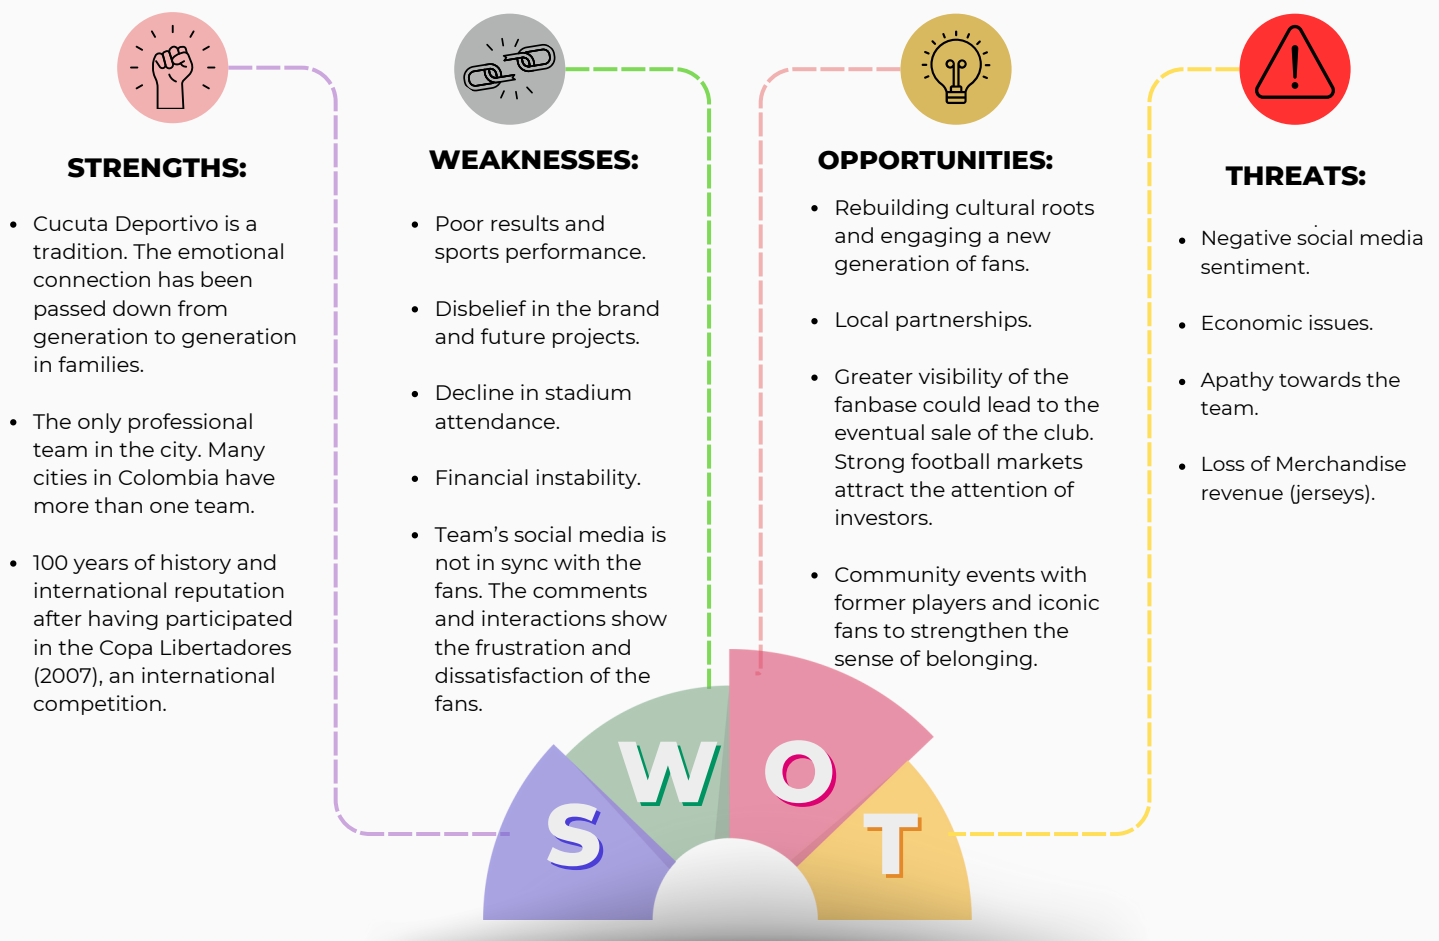 STRENGTHS:
• Cucuta Deportivo is a
tradition. The emotional
connection has been
passed down from
generation to generation
in families.
• The only professional
team in the city. Many
cities in Colombia have
more than one team.
• 100 years of history and
international reputation
after having participated
in the Copa Libertadores
(2007), an international
competition.
WEAKNESSES:
• Poor results and
sports performance.
• Disbelief in the brand
and future projects.
• Decline in stadium
attendance.
• Financial instability.
• Team’s social media is
not in sync with the
fans. The comments
and interactions show
the frustration and
dissatisfaction of the
fans.
OPPORTUNITIES:
• Rebuilding cultural roots
and engaging a new
generation of fans.
• Local partnerships.
• Greater visibility of the
fanbase could lead to the
eventual sale of the club.
Strong football markets
attract the attention of
investors.
• Community events with
former players and iconic
fans to strengthen the
sense of belonging.
THREATS:
• Negative social media
sentiment.
• Economic issues.
• Apathy towards the
team.
• Loss of Merchandise
revenue (jerseys).
S W O T